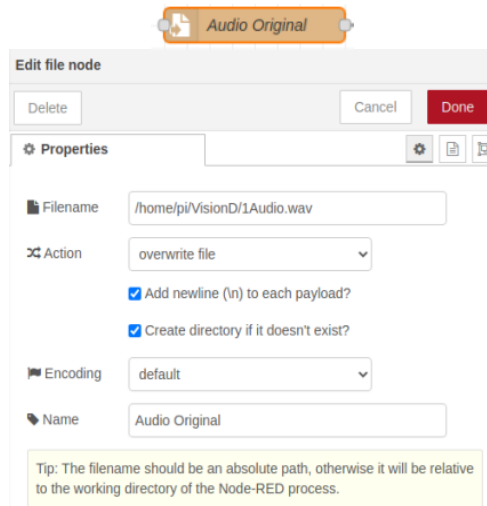 Audio Original
Edit file node
Delete
Cancel
Done
Properties
Filename
/home/pi/VisionD/1Audio.wav
Action
overwrite file
Add newline (\n) to each payload?
Create directory if it doesn't exist?
Encoding
default
Name
Audio Original
Tip: The filename should be an absolute path, otherwise it will be relative
to the working directory of the Node-RED process.